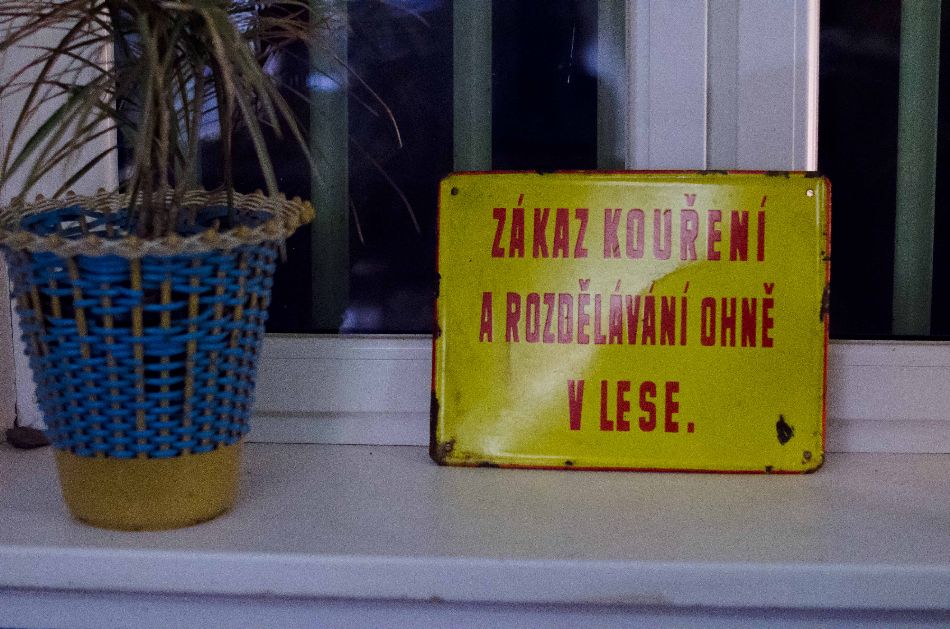 ZÁKAZ KOUŘENÍ
A ROZDĚLÁVÁNÍ OHNĚ
V LESE.